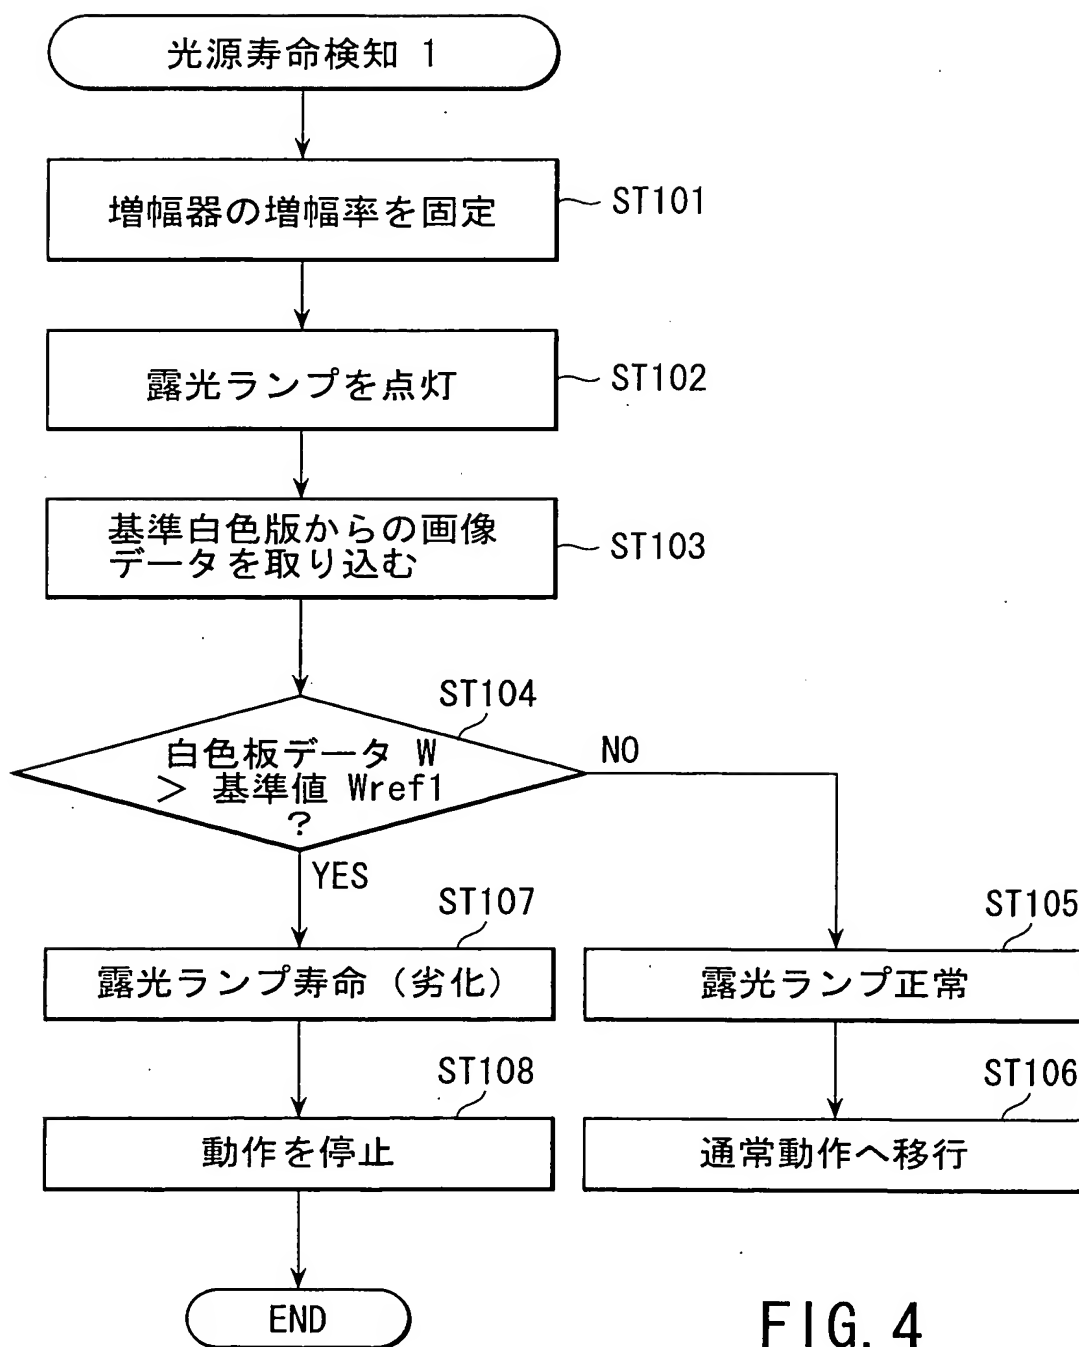 光源寿命検知 1
増幅器の増幅率を固定
ST101
露光ランプを点灯
ST102
基準白色版からの画像
データを取り込む
ST103
ST104
白色板データ W
> 基準値 Wref1
?
NO
YES
ST107
露光ランプ寿命(劣化)
ST105
露光ランプ正常
ST108
動作を停止
ST106
通常動作へ移行
END
FIG. 4